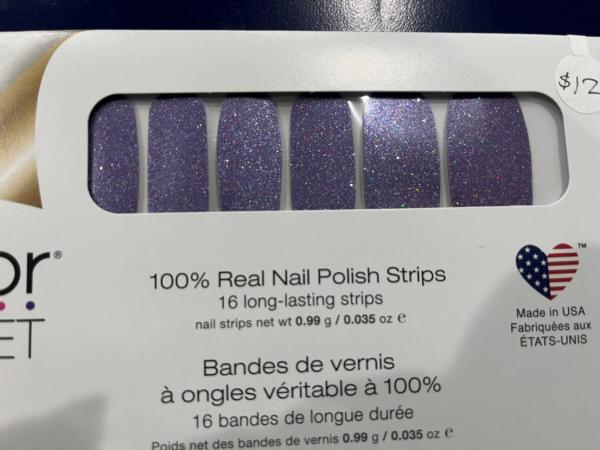 $12
or®
ET
100% Real Nail Polish Strips
16 long-lasting strips
nail strips net wt 0.99 g / 0.035 oz e
TM
Made in USA
Fabriquées aux
ÉTATS-UNIS
Bandes de vernis
à ongles véritable à 100%
16 bandes de longue durée
Poids net des bandes de vernis 0.99 g / 0.035 oz e